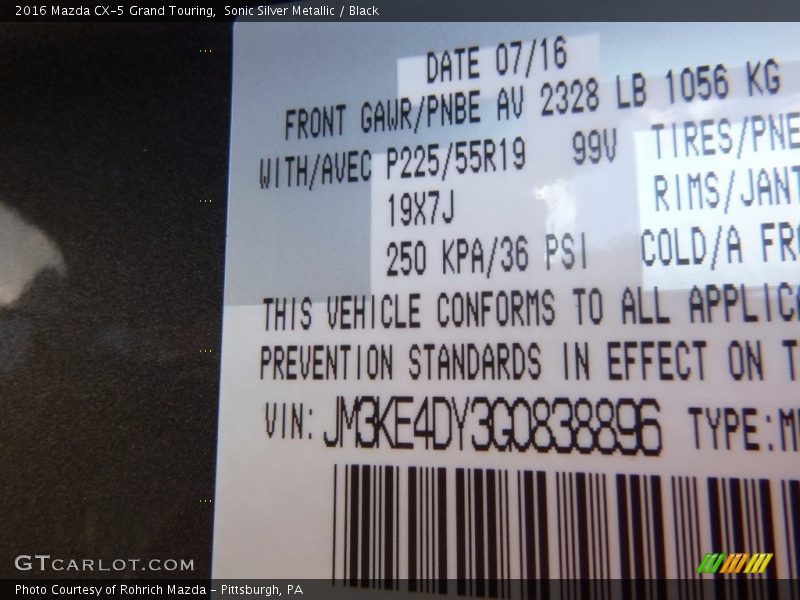 2016 Mazda CX-5 Grand Touring,  Sonic Silver Metallic / Black
DATE 07/16
FRONT GAWR/PNBE AV 2328 LB 1056 KG
WITH/AVEC P225/55R19 99V TIRES/PNE
19X7J RIMS/JANT
250 KPA/36 PSI COLD/A FRO
THIS VEHICLE CONFORMS TO ALL APPLIC
PREVENTION STANDARDS IN EFFECT ON T
VIN: JM3KE4DY3G0838896 TYPE:M
GTCARLOT.COM
Photo Courtesy of Rohrich Mazda - Pittsburgh, PA